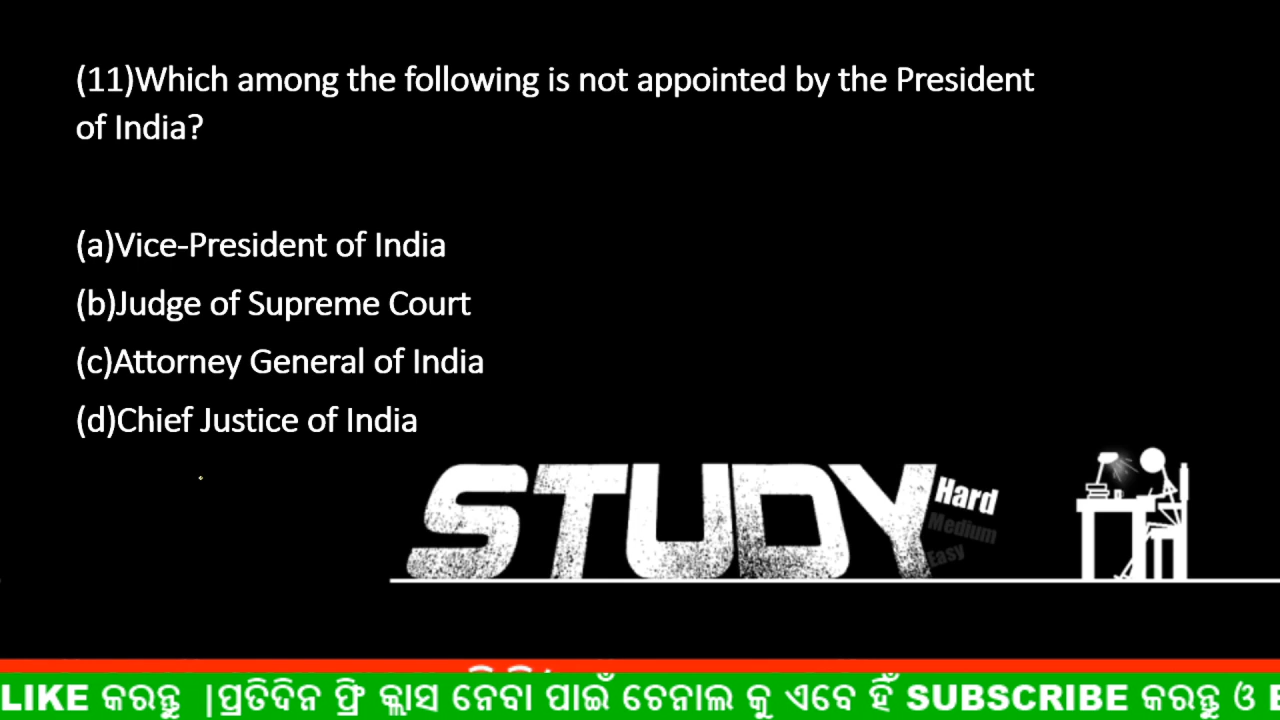 (11)Which among the following is not appointed by the President
of India?
(a)Vice-President of India
(b)Judge of Supreme Court
(c)Attorney General of India
(d)Chief Justice of India
STUDY
Hard
Medium
Easy
LIKE କରନ୍ତୁ |ପ୍ରତିଦିନ ଫ୍ରି କ୍ଲାସ ନେବା ପାଇଁ ଚେନାଲ କୁ ଏବେ ହିଁ SUBSCRIBE କରନ୍ତୁ ଓ